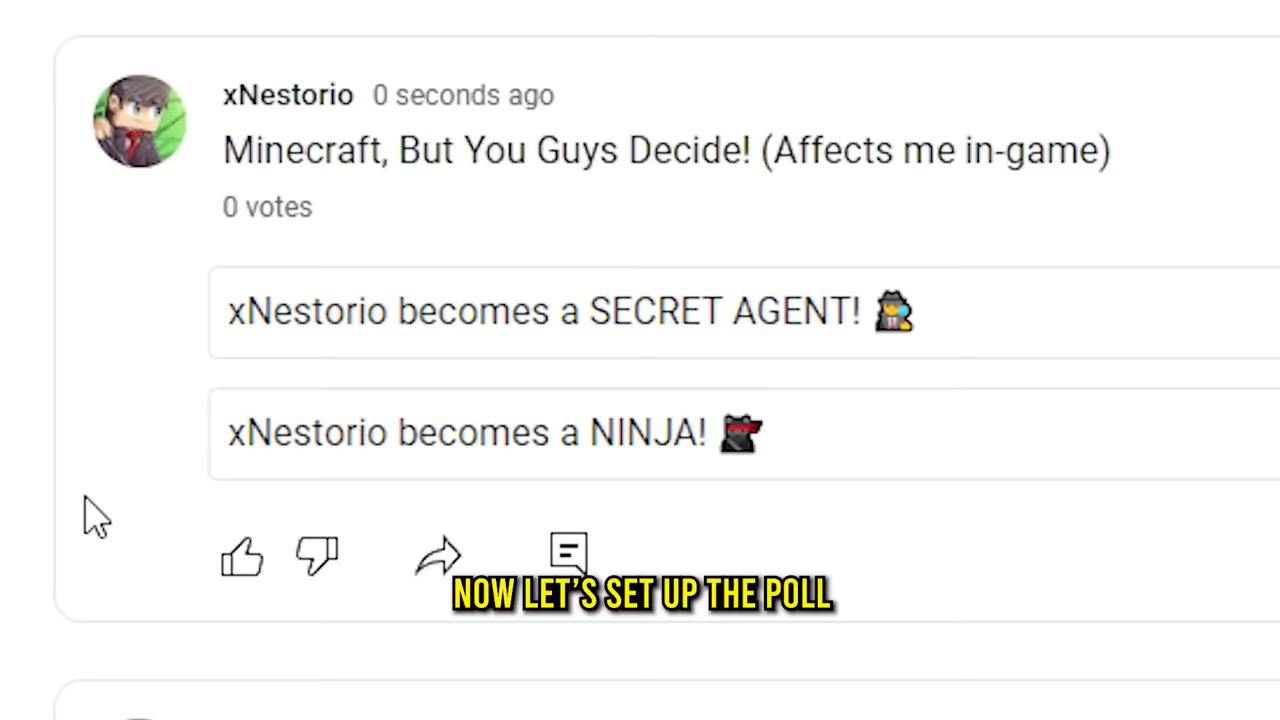 xNestorio 0 seconds ago
Minecraft, But You Guys Decide! (Affects me in-game)
0 votes
xNestorio becomes a SECRET AGENT!
xNestorio becomes a NINJA!
NOW LET'S SET UP THE POLL